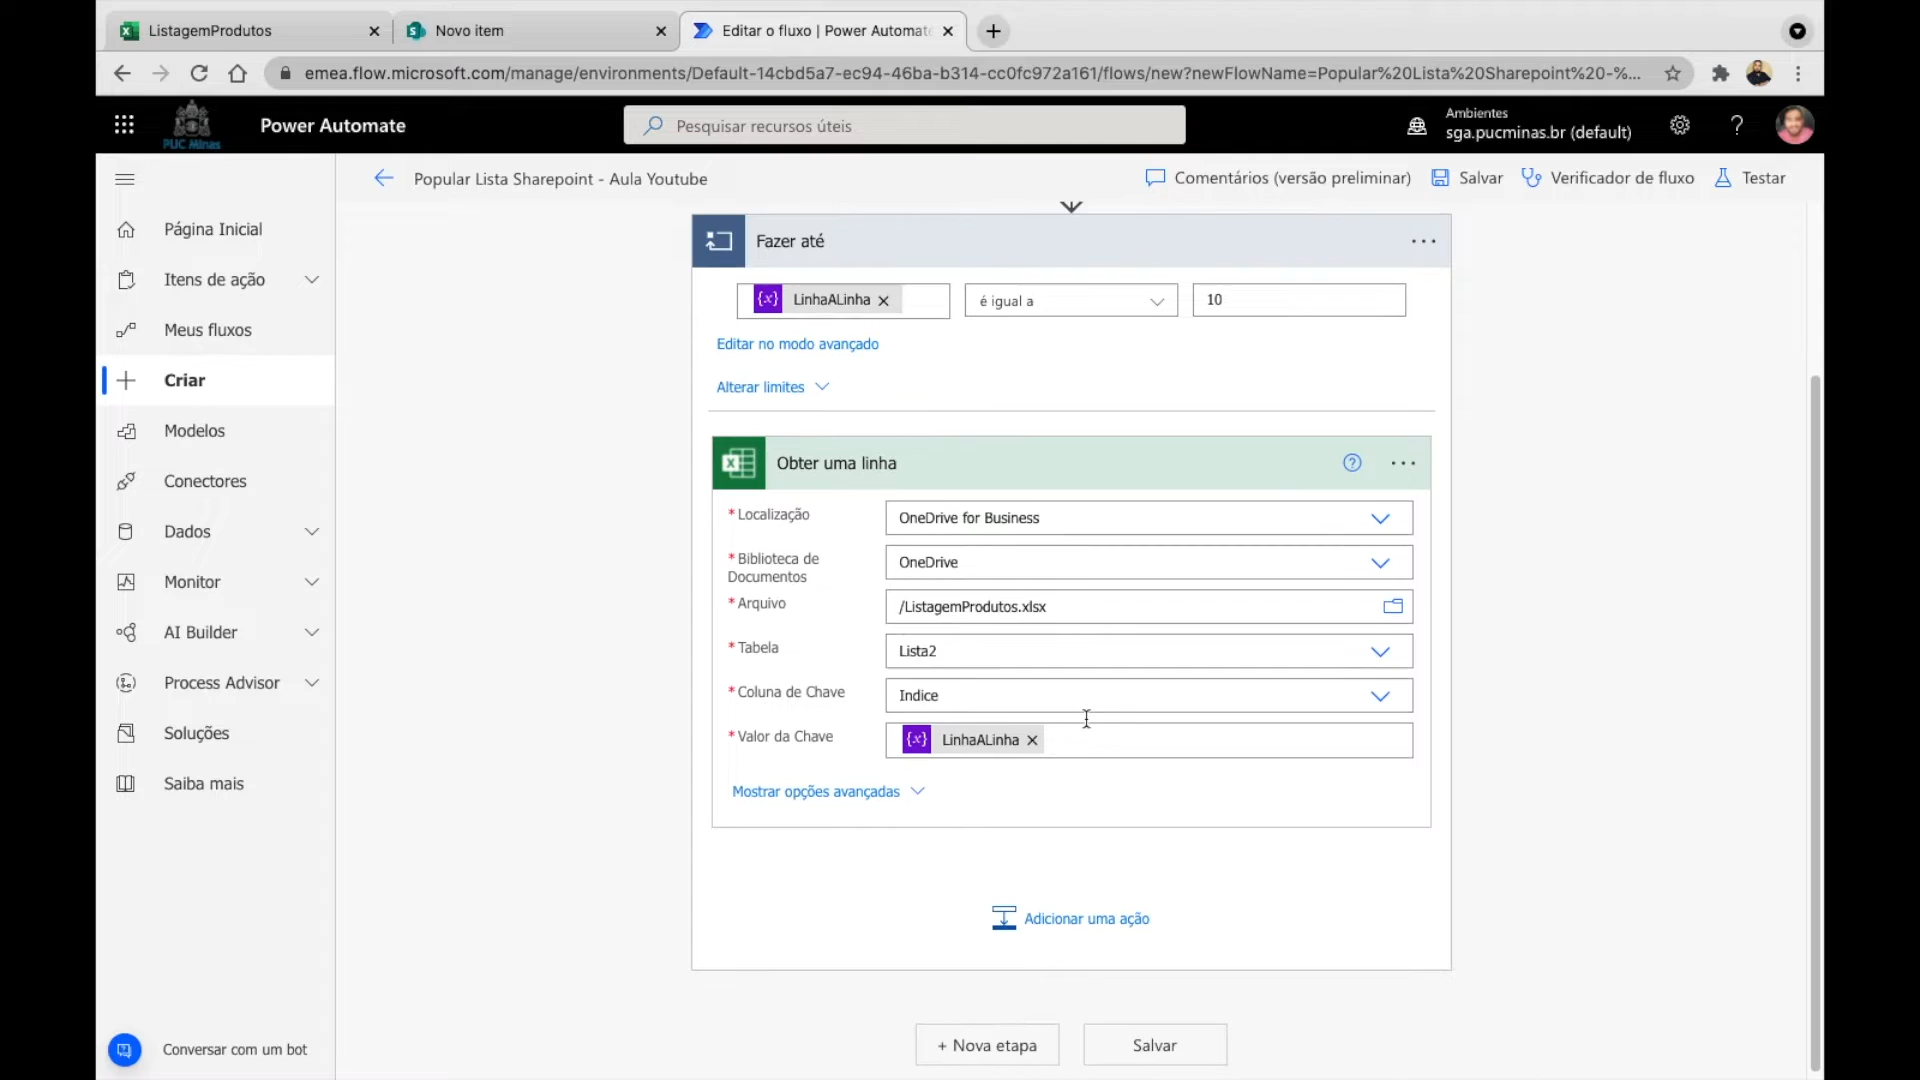 ListagemProdutos
Novo item
Editar o fluxo | Power Automate
emea.flow.microsoft.com/manage/environments/Default-14cbd5a7-ec94-46ba-b314-cc0fc972a161/flows/new?newFlowName=Popular%20Lista%20Sharepoint%20-%...
PUC Minas
Power Automate
Pesquisar recursos úteis
Ambientes
sga.pucminas.br (default)
Popular Lista Sharepoint - Aula Youtube
Comentários (versão preliminar)
Salvar
Verificador de fluxo
Testar
Página Inicial
Itens de ação
Meus fluxos
Criar
Modelos
Conectores
Dados
Monitor
AI Builder
Process Advisor
Soluções
Saiba mais
Conversar com um bot
Fazer até
{x} LinhaALinha
é igual a
10
Editar no modo avançado
Alterar limites
Obter uma linha
* Localização
OneDrive for Business
* Biblioteca de
Documentos
OneDrive
* Arquivo
/ListagemProdutos.xlsx
* Tabela
Lista2
* Coluna de Chave
Indice
* Valor da Chave
{x} LinhaALinha
Mostrar opções avançadas
Adicionar uma ação
+ Nova etapa
Salvar